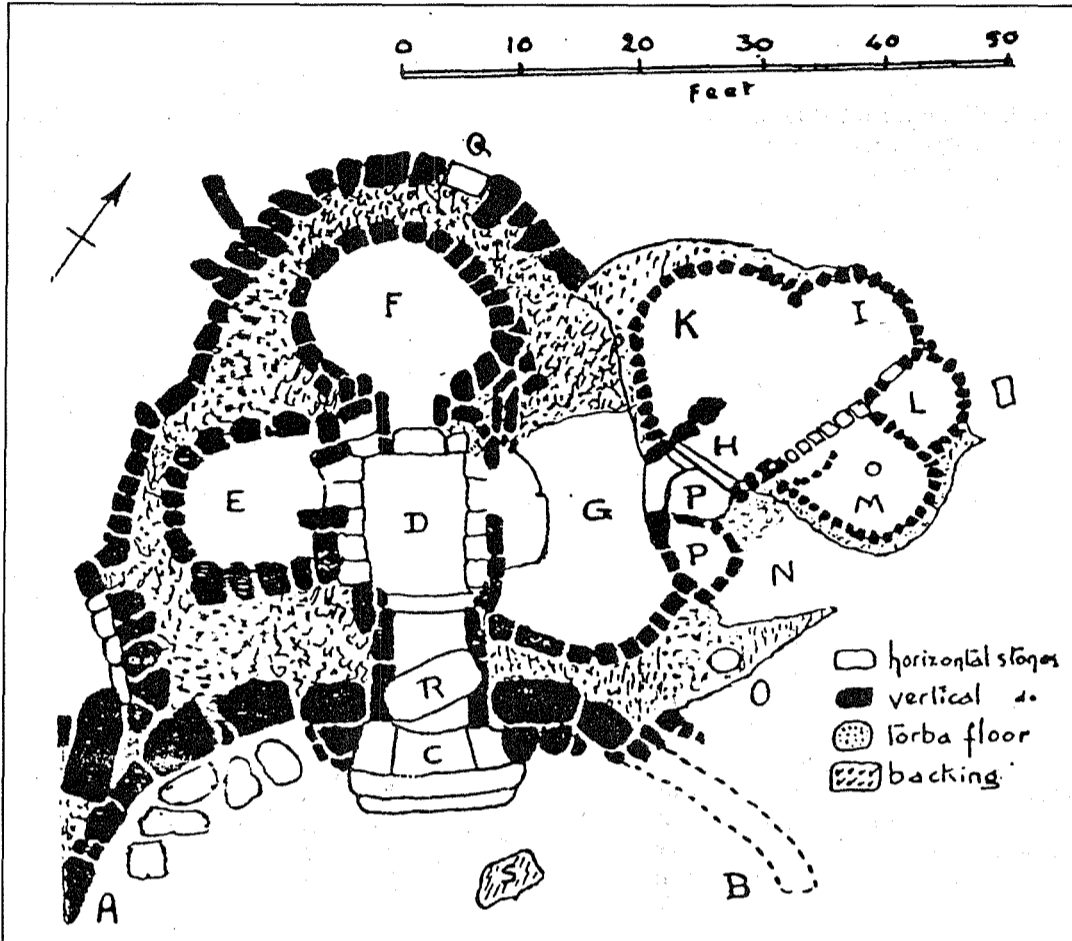 0 10 20 30 40 50
Feet
Q
F
K
I
L
E
D
G
H
P
O
M
P
N
R
O
C
S
A
B
horizontal stones
vertical do.
Torba floor
backing